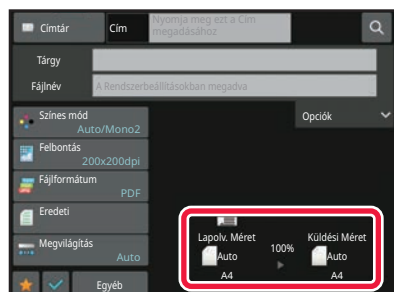 Címtár
Cím
Nyomja meg ezt a Cím
megadásához
Tárgy
Fájlnév
A Rendszerbeállításokban megadva
Színes mód
Auto/Mono2
Opciók
Felbontás
200x200dpi
Fájlformátum
PDF
Eredeti
Megvilágítás
Auto
Egyéb
Lapolv. Méret
100%
Küldési Méret
Auto
Auto
A4
A4